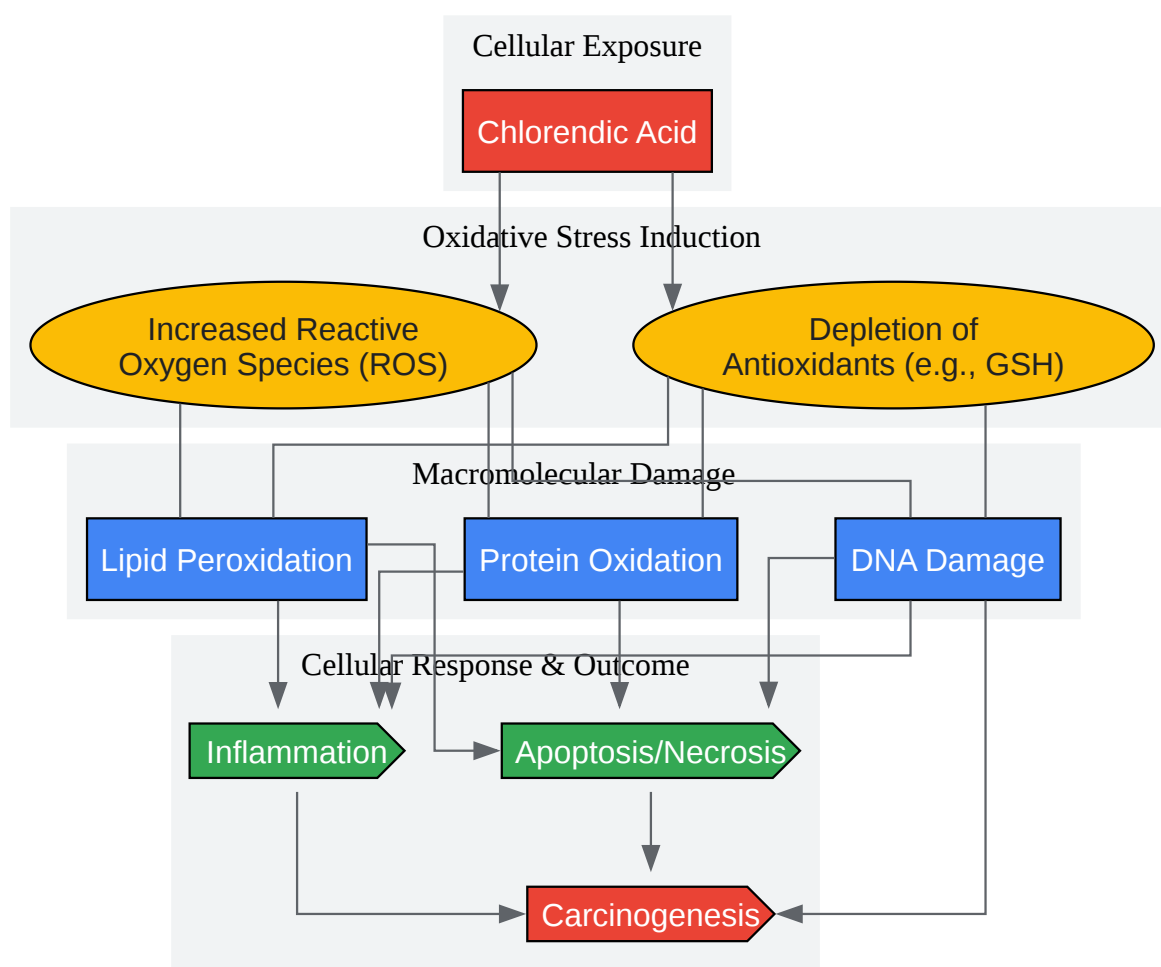 Cellular Exposure
Chlorendic Acid
Oxidative Stress Induction
Increased Reactive
Oxygen Species (ROS)
Depletion of
Antioxidants (e.g., GSH)
Macromolecular Damage
Lipid Peroxidation
Protein Oxidation
DNA Damage
Cellular Response & Outcome
Inflammation
Apoptosis/Necrosis
Carcinogenesis